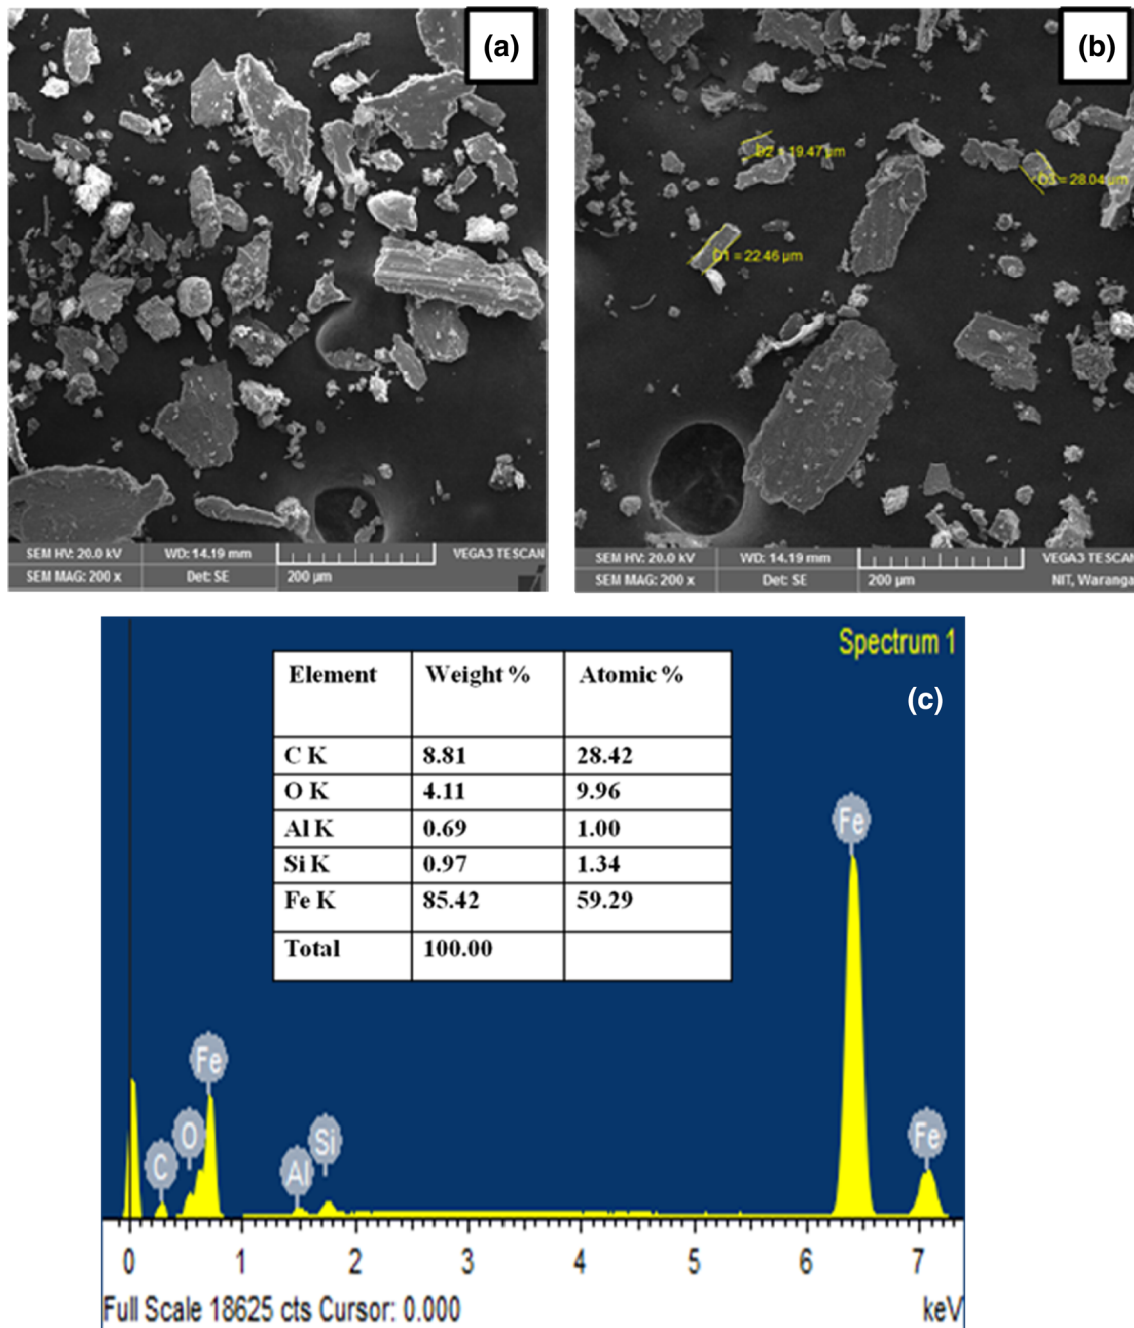 (a)
SEM HV: 20.0 kV WD: 14.19 mm VEGA3 TESCAN
SEM MAG: 200 x Det: SE 200 µm
(b)
D2 = 19.47 µm
D3 = 28.04 µm
D1 = 22.46 µm
SEM HV: 20.0 kV WD: 14.19 mm VEGA3 TESCAN
SEM MAG: 200 x Det: SE 200 µm NIT, Waranga
Spectrum 1
(c)
Element Weight % Atomic %
C K 8.81 28.42
O K 4.11 9.96
Al K 0.69 1.00
Si K 0.97 1.34
Fe K 85.42 59.29
Total 100.00
Fe
Fe
O
Si
Fe
C
Al
0 1 2 3 4 5 6 7
Full Scale 18625 cts Cursor: 0.000 keV